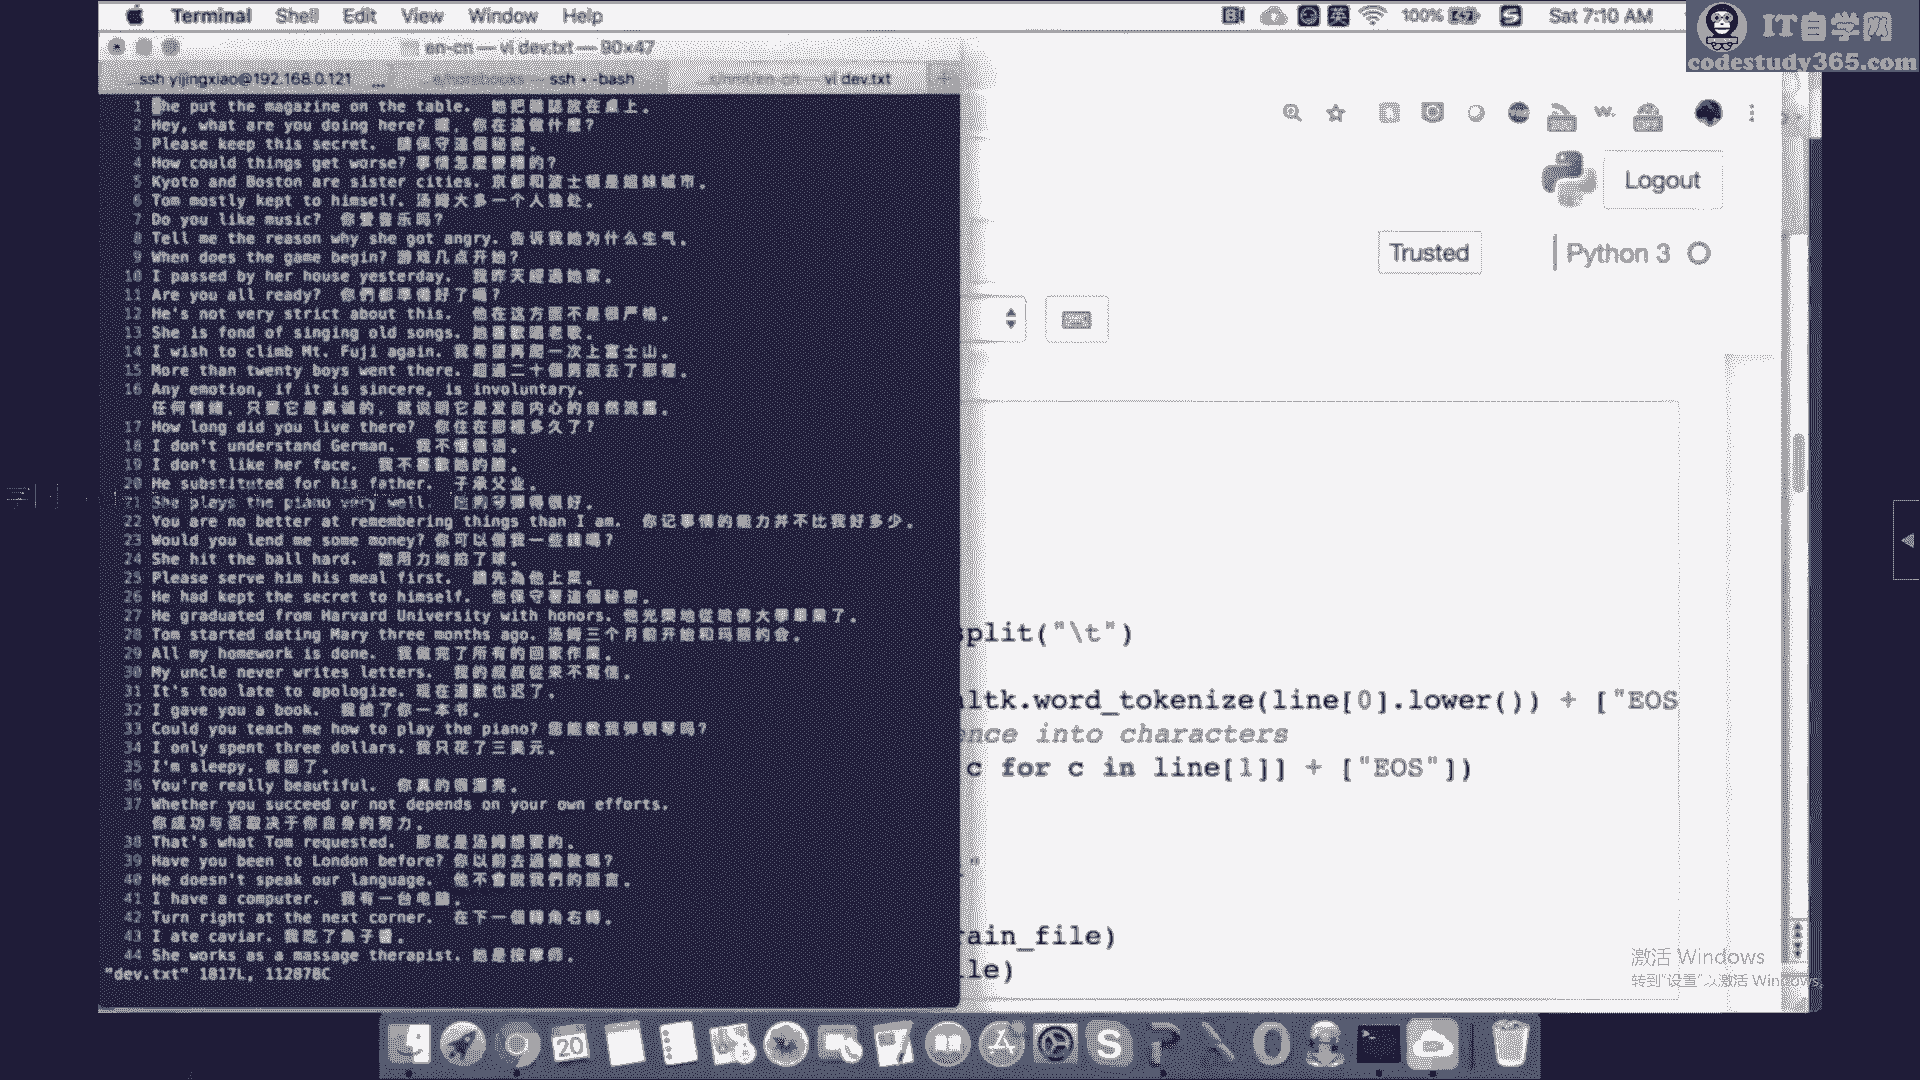 Terminal Shell Edit View Window Help
100%
Sat 7:10 AM
IT自学网
codestudy365.com
en-cn — vi dev.txt — 90×47
...ssh yijingxiao@192.168.0.121 ...
ssh • -bash
vi dev.txt
1 She put the magazine on the table. 她把雜誌放在桌上。
2 Hey, what are you doing here? 嘿，你在這做什麼?
3 Please keep this secret. 請保守這個秘密。
4 How could things get worse? 事情怎麼會糟的?
5 Kyoto and Boston are sister cities. 京都和波士顿是姐妹城市。
6 Tom mostly kept to himself. 汤姆大多一个人独处。
7 Do you like music? 你爱音乐吗?
8 Tell me the reason why she got angry. 告诉我她为什么生气。
9 When does the game begin? 游戏几点开始?
10 I passed by her house yesterday. 我昨天經過她家。
11 Are you all ready? 你們都準備好了嗎?
12 He's not very strict about this. 他在这方面不是很严格。
13 She is fond of singing old songs. 她喜歡唱老歌。
14 I wish to climb Mt. Fuji again. 我希望再爬一次上富士山。
15 More than twenty boys went there. 超過二十個男孩去了那裡。
16 Any emotion, if it is sincere, is involuntary.
任何情绪，只要它是真诚的，就说明它是发自内心的自然流露。
17 How long did you live there? 你住在那裡多久了?
18 I don't understand German. 我不懂德语。
19 I don't like her face. 我不喜歡她的臉。
20 He substituted for his father. 子承父业。
21 She plays the piano very well. 她的琴弹得很好。
22 You are no better at remembering things than I am. 你记事情的能力并不比我好多少。
23 Would you lend me some money? 你可以借我一些錢嗎?
24 She hit the ball hard. 她用力地拍了球。
25 Please serve him his meal first. 請先為他上菜。
26 He had kept the secret to himself. 他保守著這個秘密。
27 He graduated from Harvard University with honors. 他光榮地從哈佛大學畢業了。
28 Tom started dating Mary three months ago. 汤姆三个月前开始和玛丽约会。
29 All my homework is done. 我做完了所有的回家作業。
30 My uncle never writes letters. 我的叔叔從來不寫信。
31 It's too late to apologize. 现在道歉也迟了。
32 I gave you a book. 我给了你一本书。
33 Could you teach me how to play the piano? 您能教我弹钢琴吗?
34 I only spent three dollars. 我只花了三美元。
35 I'm sleepy. 我困了。
36 You're really beautiful. 你真的很漂亮。
37 Whether you succeed or not depends on your own efforts.
你成功与否取决于你自身的努力。
38 That's what Tom requested. 那就是汤姆想要的。
39 Have you been to London before? 你以前去過倫敦嗎?
40 He doesn't speak our language. 他不會說我們的語言。
41 I have a computer. 我有一台电脑。
42 Turn right at the next corner. 在下一個轉角右轉。
43 I ate caviar. 我吃了鱼子酱。
44 She works as a massage therapist. 她是按摩师。
"dev.txt" 1817L, 112878C
Logout
Trusted
Python 3
split("\t")
nltk.word_tokenize(line[0].lower()) + ["EOS
into characters
c for c in line[1]] + ["EOS"])
ain_file)
le)
激活 Windows
转到"设置"以激活 Windows。
20